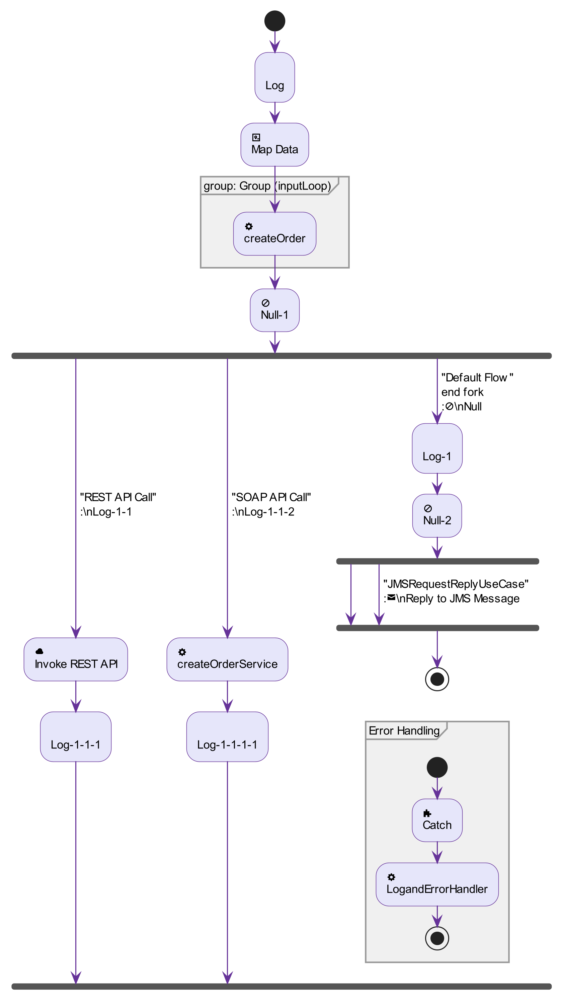 Log
Map Data
group: Group (inputLoop)
createOrder
Null-1
"Default Flow "
end fork
:⊘\nNull
Log-1
"REST API Call"
:\nLog-1-1
"SOAP API Call"
:\nLog-1-1-2
Null-2
"JMSRequestReplyUseCase"
:✉\nReply to JMS Message
Invoke REST API
createOrderService
Log-1-1-1
Log-1-1-1-1
Error Handling
Catch
LogandErrorHandler